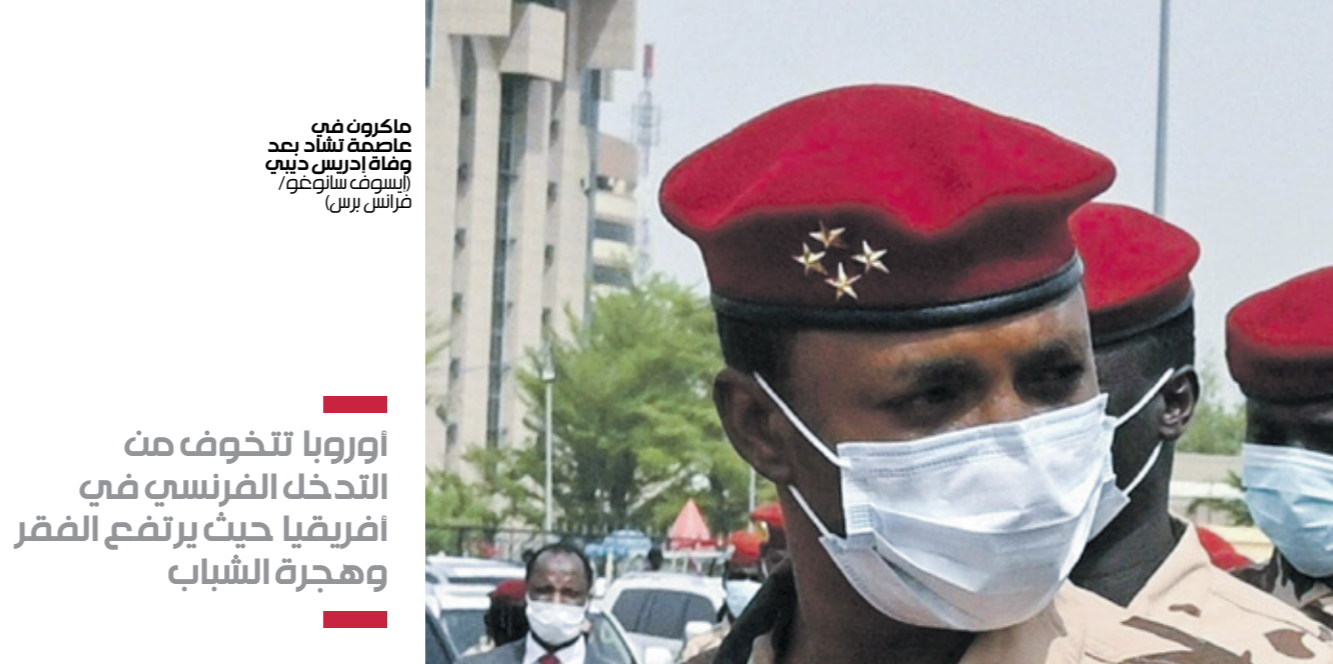 ماكرون في
عاصمة تشاد بعد
وفاة إدريس ديبي
(إيسوف سانوغو/
فرانس برس)
أوروبا تتخوف من
التدخل الفرنسي في
أفريقيا حيث يرتفع الفقر
وهجرة الشباب